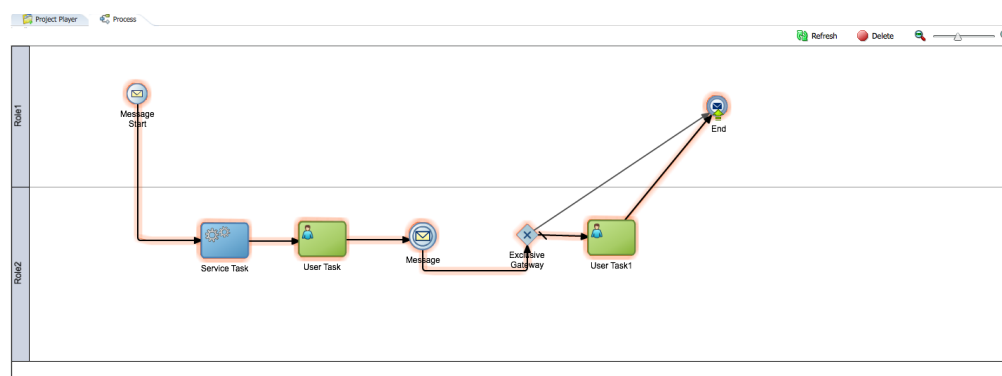 Project Player
Process
Refresh
Delete
Role1
Message
Start
End
Role2
Service Task
User Task
Message
Exclusive
Gateway
User Task1